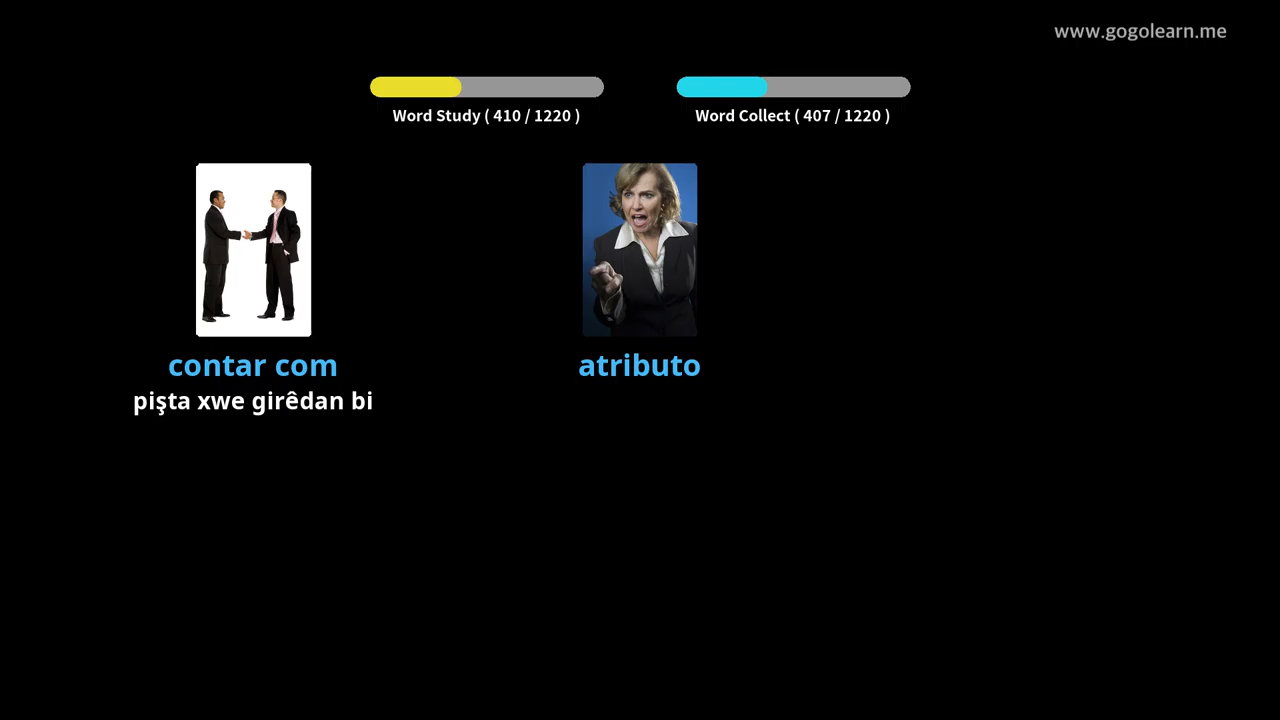 www.gogolearn.me
Word Study ( 410 / 1220 )
Word Collect ( 407 / 1220 )
contar com
pişta xwe girêdan bi
atributo